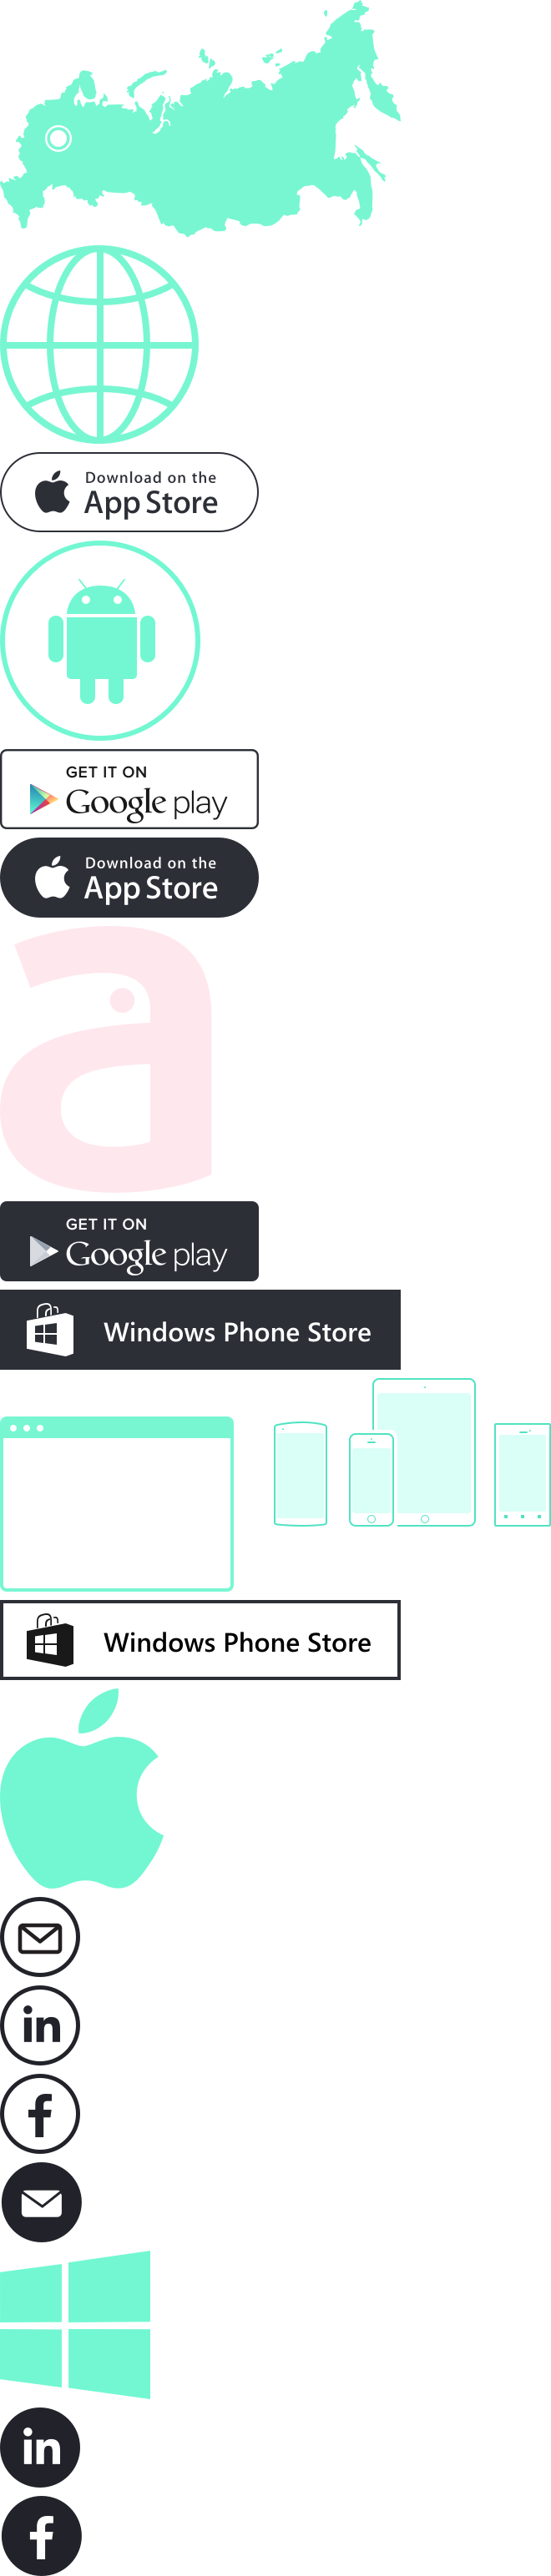 Download on the
App Store
GET IT ON
Google play
Download on the
App Store
a
GET IT ON
Google play
Windows Phone Store
Windows Phone Store
in
f
in
f